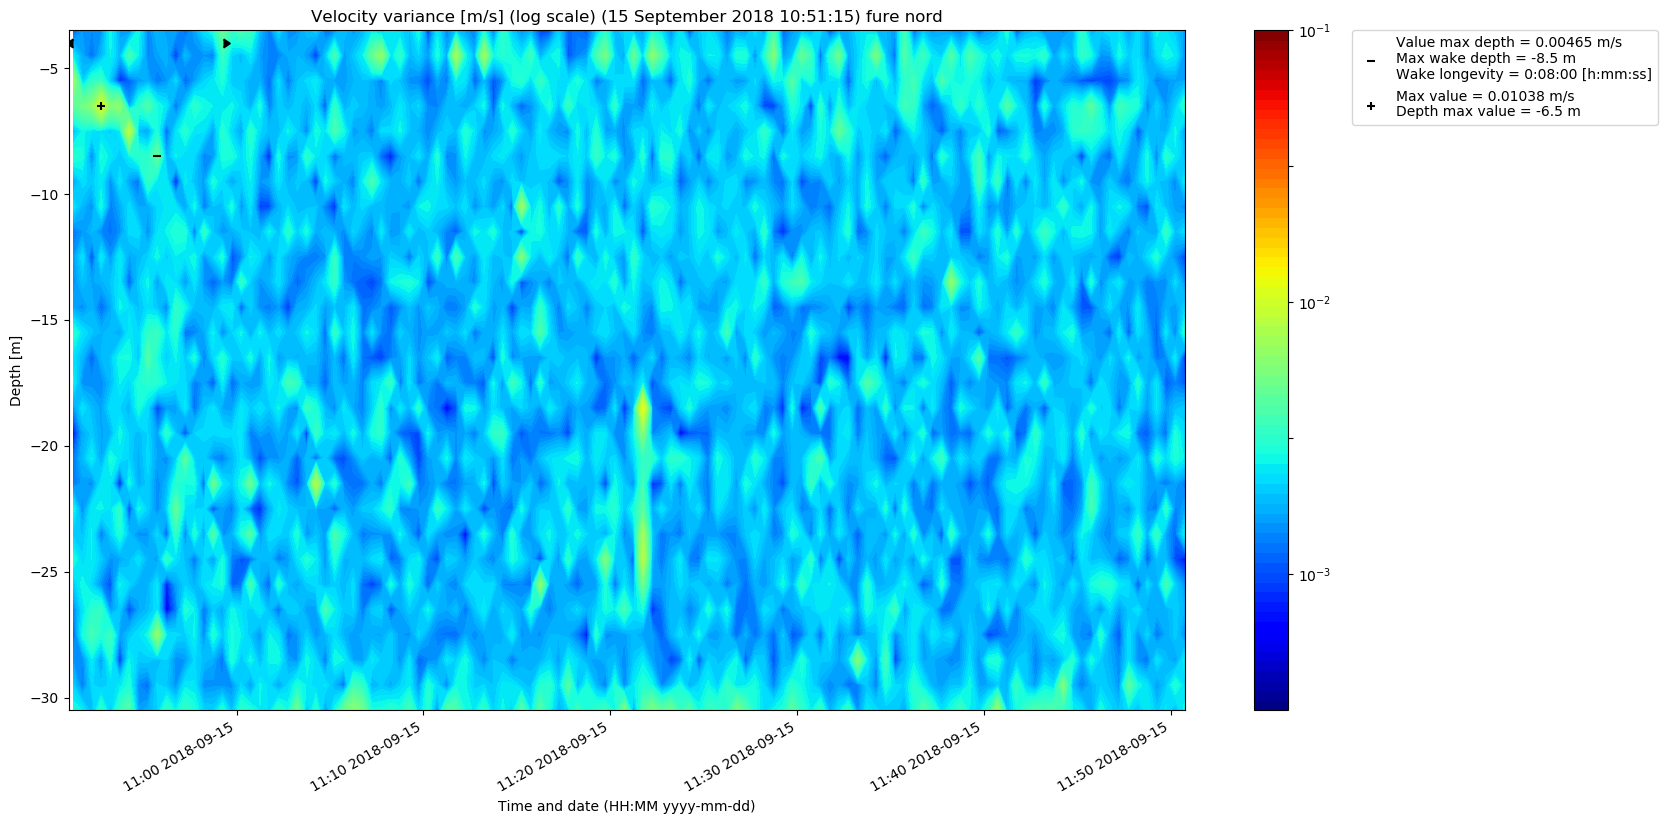 Velocity variance [m/s] (log scale) (15 September 2018 10:51:15) fure nord
Depth [m]
−5
−10
−15
−20
−25
−30
11:00 2018-09-15
11:10 2018-09-15
11:20 2018-09-15
11:30 2018-09-15
11:40 2018-09-15
11:50 2018-09-15
Time and date (HH:MM yyyy-mm-dd)
10⁻¹
10⁻²
10⁻³
Value max depth = 0.00465 m/s
Max wake depth = -8.5 m
Wake longevity = 0:08:00 [h:mm:ss]
Max value = 0.01038 m/s
Depth max value = -6.5 m